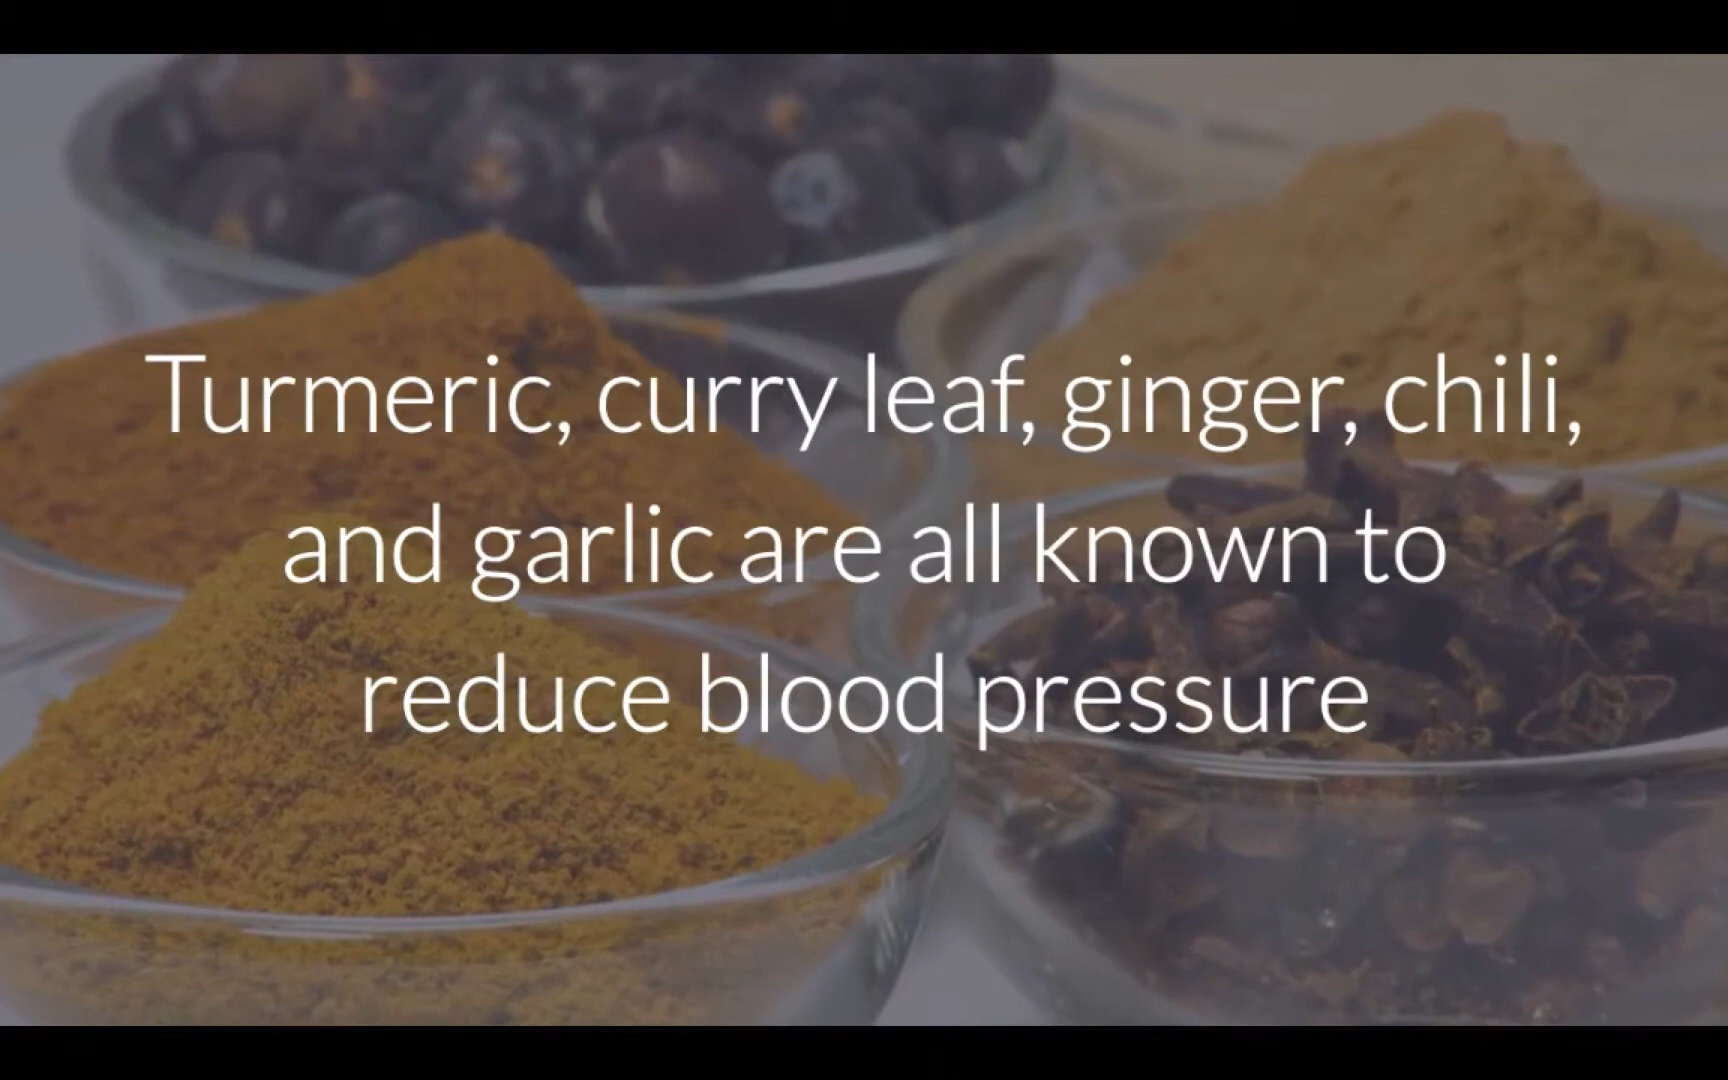 Turmeric, curry leaf, ginger, chili,
and garlic are all known to
reduce blood pressure